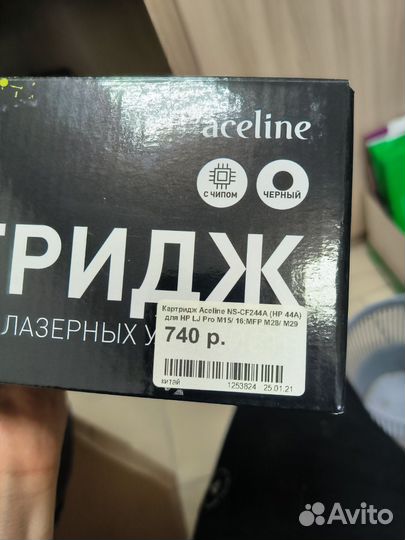 aceline
С ЧИПОМ
ЧЕРНЫЙ
ТРИДЖ
ЛАЗЕРНЫХ У
Картридж Aceline NS-CF244A (HP 44A)
для HP LJ Pro M15/ 16;MFP M28/ M29
740 р.
китай
1253824
25.01.21
Avito